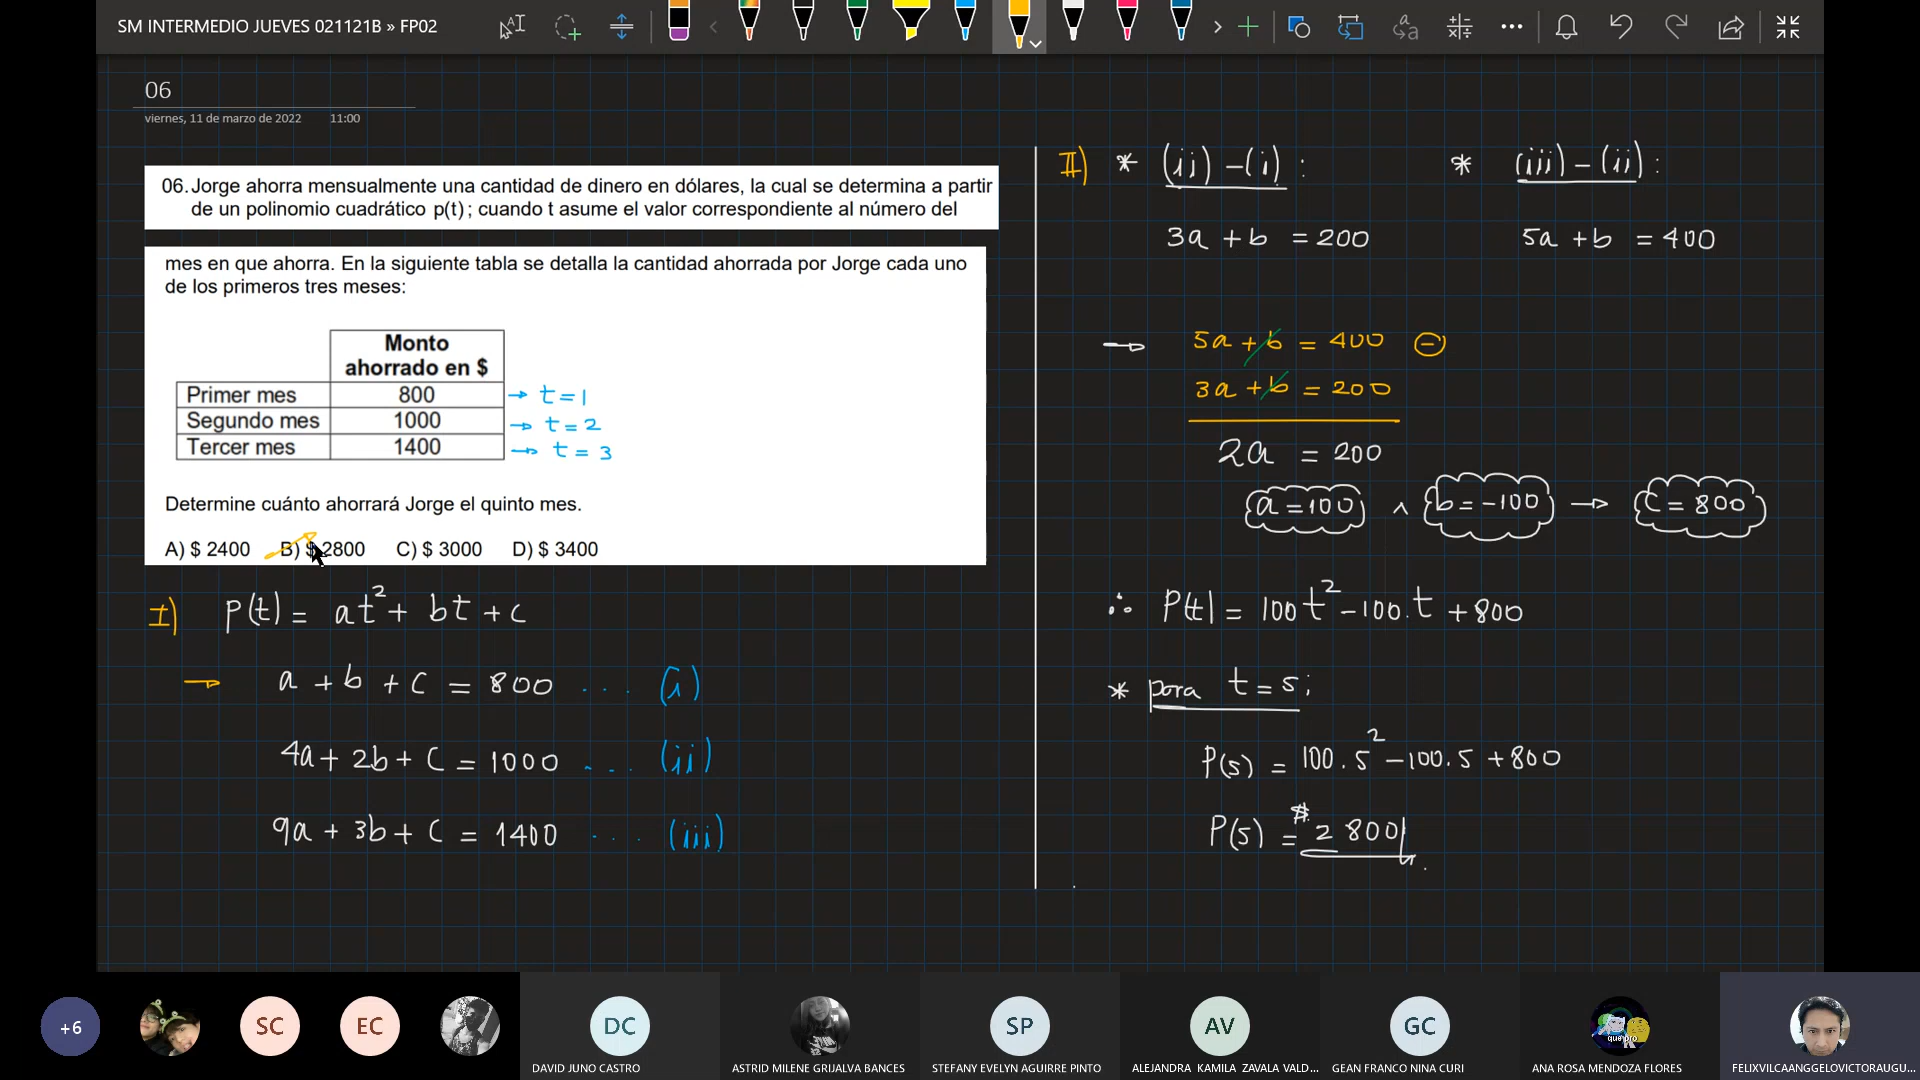 SM INTERMEDIO JUEVES 021121B » FP02
06
viernes, 11 de marzo de 2022 11:00
06. Jorge ahorra mensualmente una cantidad de dinero en dólares, la cual se determina a partir
de un polinomio cuadrático p(t); cuando t asume el valor correspondiente al número del
mes en que ahorra. En la siguiente tabla se detalla la cantidad ahorrada por Jorge cada uno
de los primeros tres meses:
Monto
ahorrado en $
Primer mes 800 → t = 1
Segundo mes 1000 → t = 2
Tercer mes 1400 → t = 3
Determine cuánto ahorrará Jorge el quinto mes.
A) $ 2400 B) $ 2800 C) $ 3000 D) $ 3400
I) P(t) = at² + bt + c
→ a + b + c = 800 ... (i)
4a + 2b + c = 1000 ... (ii)
9a + 3b + c = 1400 ... (iii)
II) * (ii) - (i) : * (iii) - (ii) :
3a + b = 200 5a + b = 400
→ 5a + b = 400 ⊖
3a + b = 200
2a = 200
a = 100 ∧ b = -100 → c = 800
∴ P(t) = 100t² - 100.t + 800
* para t = 5;
P(5) = 100.5² - 100.5 + 800
P(5) = $ 2 800
+6
SC
EC
DC
SP
AV
GC
que pro
DAVID JUNO CASTRO
ASTRID MILENE GRIJALVA BANCES
STEFANY EVELYN AGUIRRE PINTO
ALEJANDRA KAMILA ZAVALA VALD...
GEAN FRANCO NINA CURI
ANA ROSA MENDOZA FLORES
FELIXVILCAANGGELOVICTORAUGU...